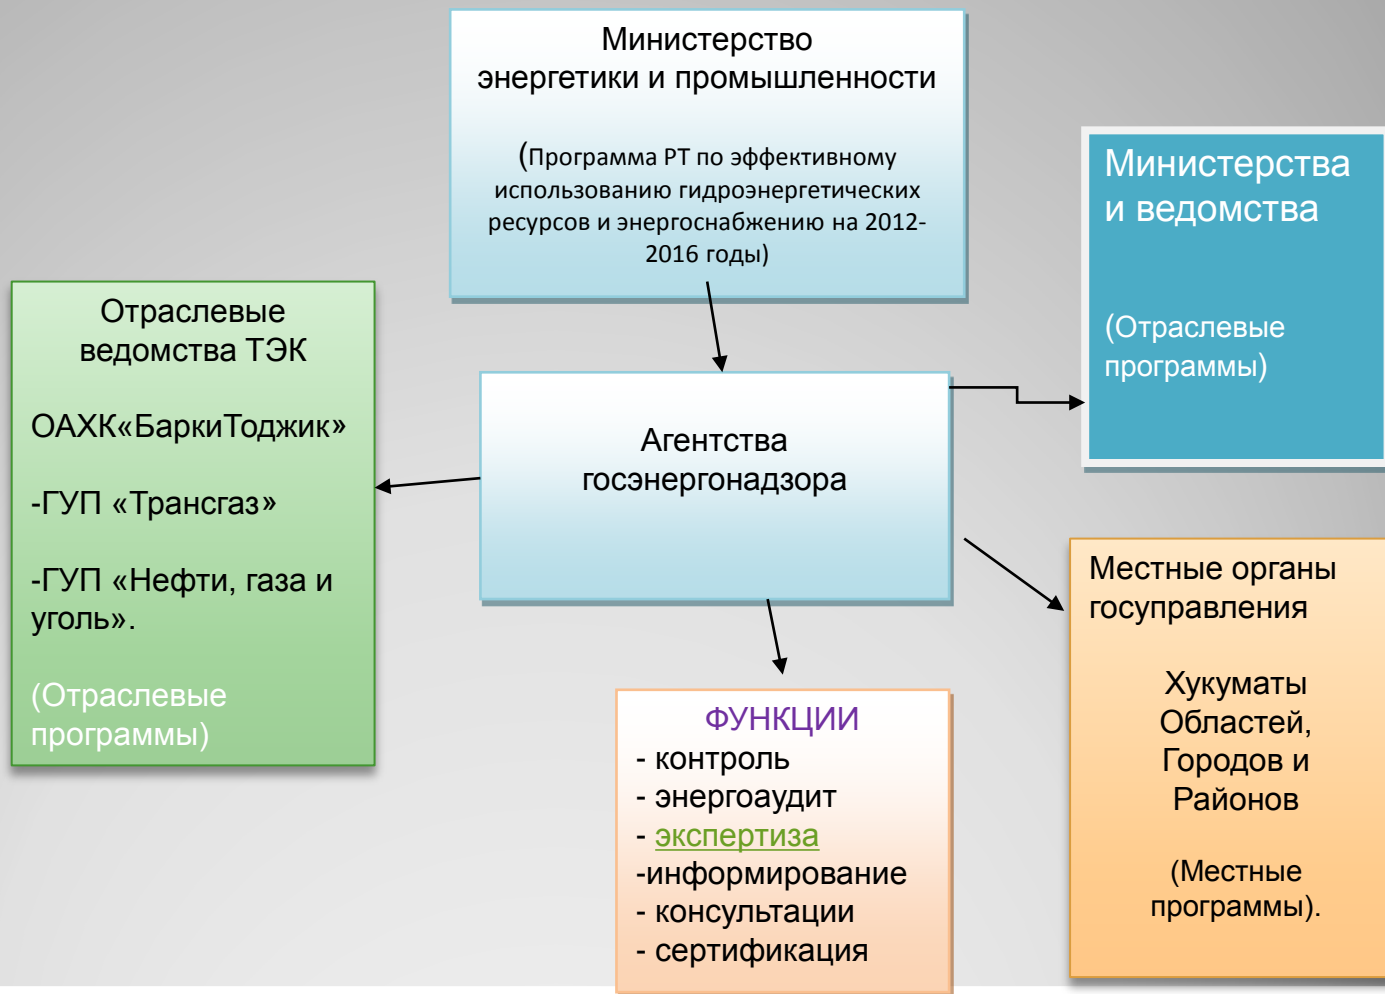 Министерство
энергетики и промышленности
(Программа РТ по эффективному
использованию гидроэнергетических
ресурсов и энергоснабжению на 2012-
2016 годы)
Министерства
и ведомства
(Отраслевые
программы)
Отраслевые
ведомства ТЭК
ОАХК«БаркиТоджик»
-ГУП «Трансгаз»
-ГУП «Нефти, газа и
уголь».
(Отраслевые
программы)
Агентства
госэнергонадзора
Местные органы
госуправления
Хукуматы
Областей,
Городов и
Районов
(Местные
программы).
ФУНКЦИИ
- контроль
- энергоаудит
- экспертиза
-информирование
- консультации
- сертификация